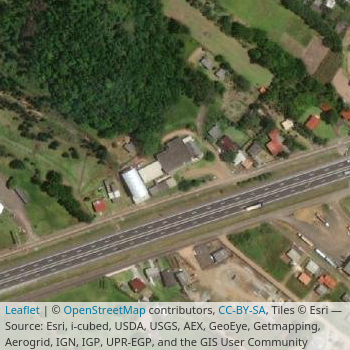 Leaflet | © OpenStreetMap contributors, CC-BY-SA, Tiles © Esri —
Source: Esri, i-cubed, USDA, USGS, AEX, GeoEye, Getmapping,
Aerogrid, IGN, IGP, UPR-EGP, and the GIS User Community